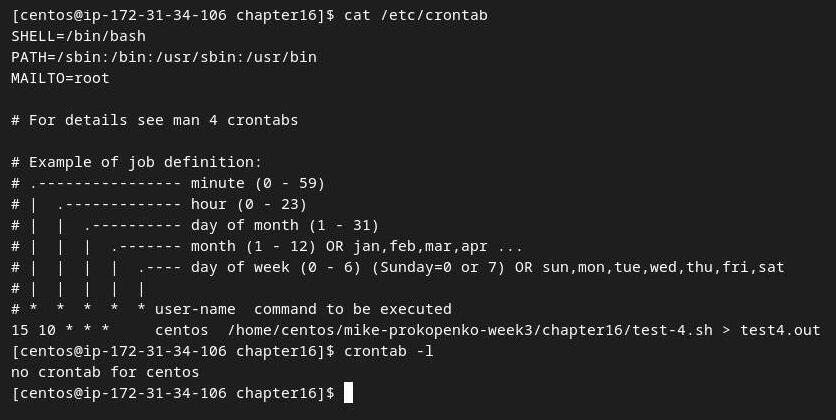 [centos@ip-172-31-34-106 chapter16]$ cat /etc/crontab
SHELL=/bin/bash
PATH=/sbin:/bin:/usr/sbin:/usr/bin
MAILTO=root

# For details see man 4 crontabs

# Example of job definition:
# .---------------- minute (0 - 59)
# |  .------------- hour (0 - 23)
# |  |  .---------- day of month (1 - 31)
# |  |  |  .------- month (1 - 12) OR jan,feb,mar,apr ...
# |  |  |  |  .---- day of week (0 - 6) (Sunday=0 or 7) OR sun,mon,tue,wed,thu,fri,sat
# |  |  |  |  |
# *  *  *  *  * user-name  command to be executed
15 10 * * *     centos  /home/centos/mike-prokopenko-week3/chapter16/test-4.sh > test4.out
[centos@ip-172-31-34-106 chapter16]$ crontab -l
no crontab for centos
[centos@ip-172-31-34-106 chapter16]$